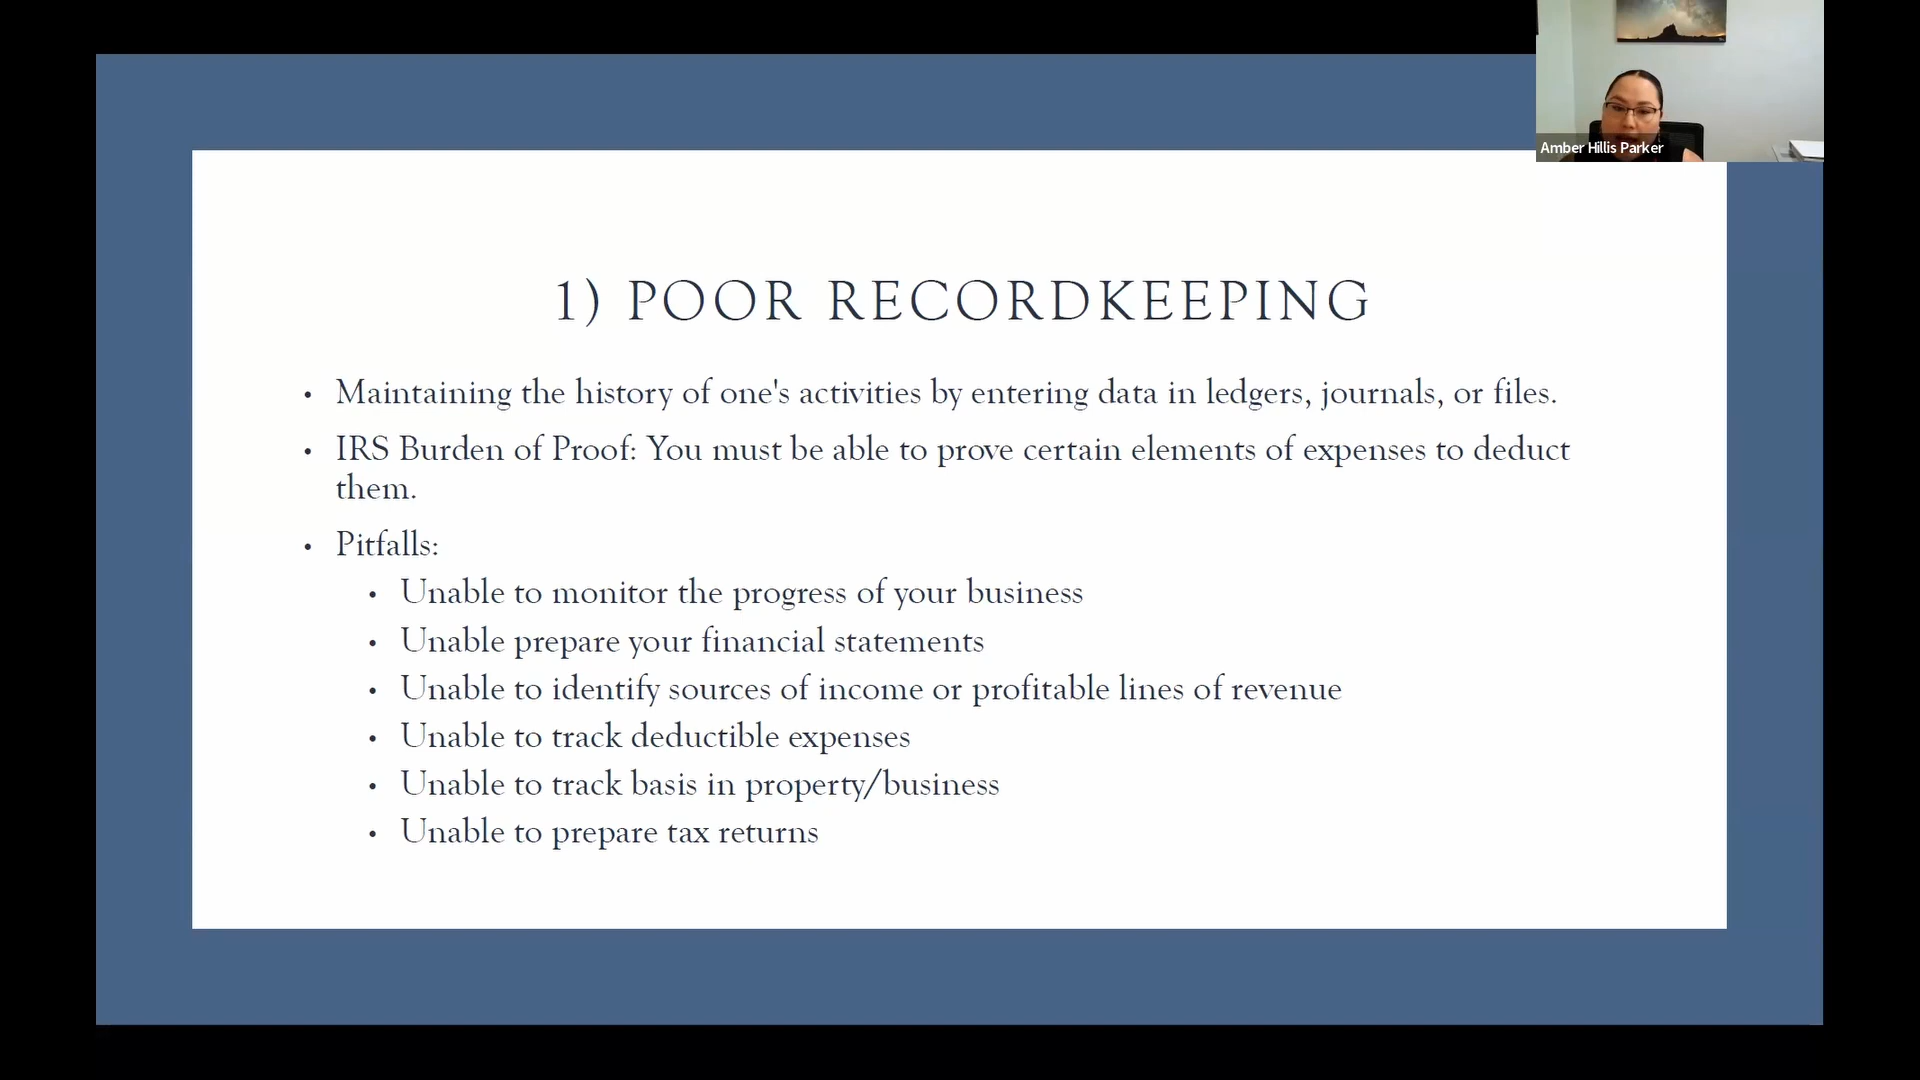 Amber Hillis Parker
1) POOR RECORDKEEPING
• Maintaining the history of one's activities by entering data in ledgers, journals, or files.
• IRS Burden of Proof: You must be able to prove certain elements of expenses to deduct
them.
• Pitfalls:
• Unable to monitor the progress of your business
• Unable prepare your financial statements
• Unable to identify sources of income or profitable lines of revenue
• Unable to track deductible expenses
• Unable to track basis in property/business
• Unable to prepare tax returns